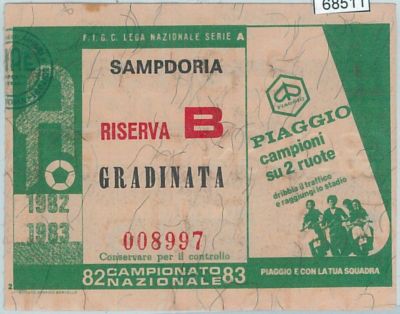 68511
F.I.G.C. LEGA NAZIONALE SERIE A
SAMPDORIA
RISERVA B
GRADINATA
008997
Conservare per il controllo
82 CAMPIONATO NAZIONALE 83
A
1982
1983
PIAGGIO
PIAGGIO
campioni
su 2 ruote
dribbla il traffico
e raggiungi lo stadio
PIAGGIO E CON LA TUA SQUADRA
2